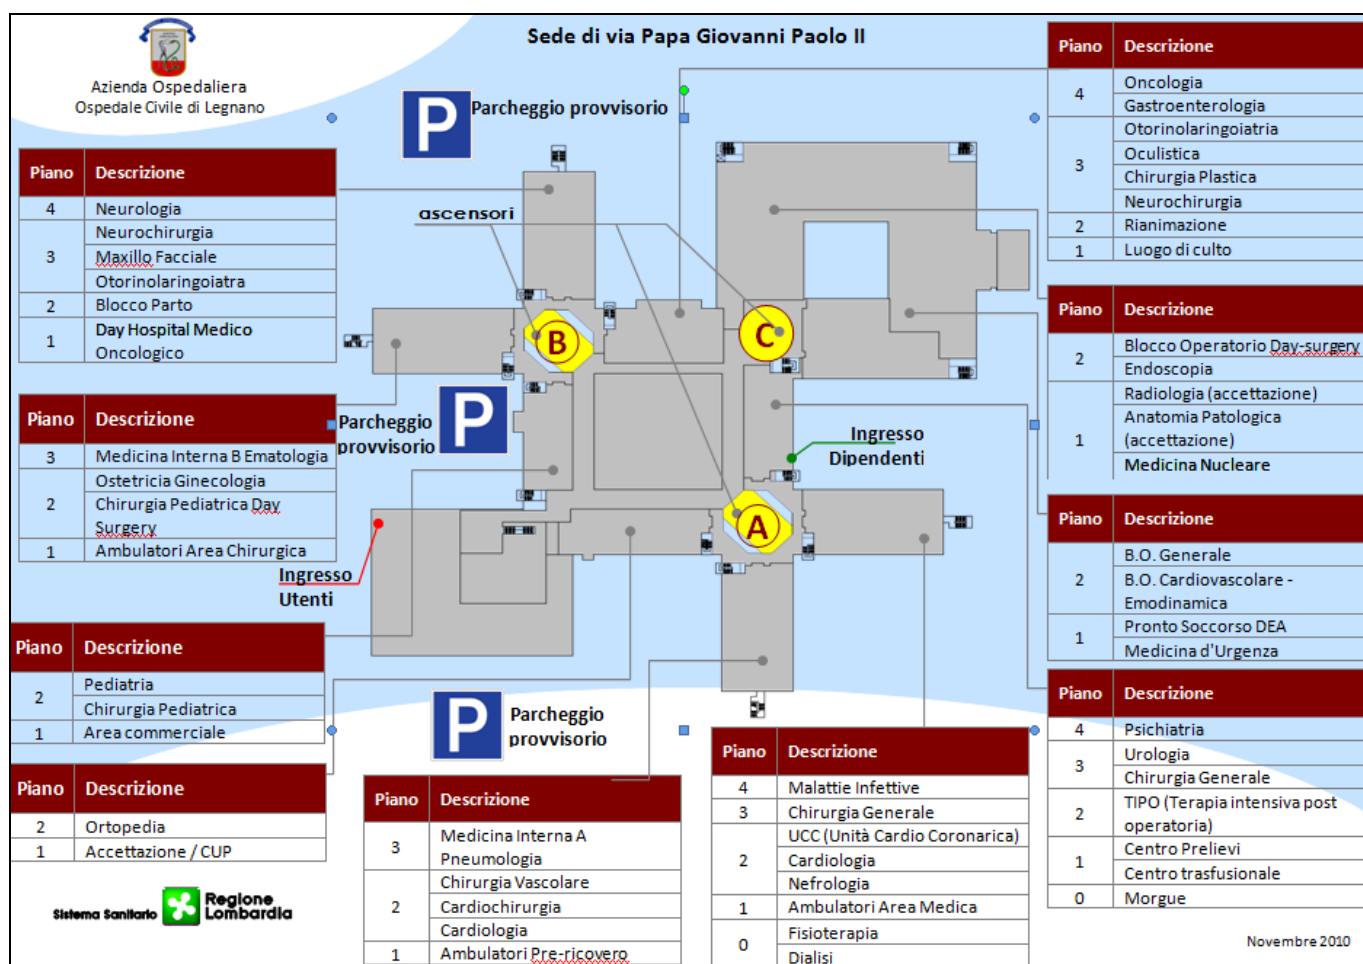 Sede di via Papa Giovanni Paolo II
Azienda Ospedaliera
Ospedale Civile di Legnano
P
Parcheggio provvisorio
ascensori
B
C
A
P
Parcheggio
provvisorio
Ingresso
Dipendenti
Ingresso
Utenti
P
Parcheggio
provvisorio
Piano Descrizione
4 Neurologia
3 Neurochirurgia
Maxillo Facciale
Otorinolaringoiatra
2 Blocco Parto
1 Day Hospital Medico
Oncologico
Piano Descrizione
3 Medicina Interna B Ematologia
2 Ostetricia Ginecologia
Chirurgia Pediatrica Day
Surgery
1 Ambulatori Area Chirurgica
Piano Descrizione
2 Pediatria
Chirurgia Pediatrica
1 Area commerciale
Piano Descrizione
2 Ortopedia
1 Accettazione / CUP
Sistema Sanitario
Regione
Lombardia
Piano Descrizione
3 Medicina Interna A
Pneumologia
2 Chirurgia Vascolare
Cardiochirurgia
Cardiologia
1 Ambulatori Pre-ricovero
Piano Descrizione
4 Malattie Infettive
3 Chirurgia Generale
2 UCC (Unità Cardio Coronarica)
Cardiologia
Nefrologia
1 Ambulatori Area Medica
0 Fisioterapia
Dialisi
Piano Descrizione
4 Oncologia
Gastroenterologia
3 Otorinolaringoiatria
Oculistica
Chirurgia Plastica
Neurochirurgia
2 Rianimazione
1 Luogo di culto
Piano Descrizione
2 Blocco Operatorio Day-surgery
Endoscopia
1 Radiologia (accettazione)
Anatomia Patologica
(accettazione)
Medicina Nucleare
Piano Descrizione
2 B.O. Generale
B.O. Cardiovascolare -
Emodinamica
1 Pronto Soccorso DEA
Medicina d'Urgenza
Piano Descrizione
4 Psichiatria
3 Urologia
Chirurgia Generale
2 TIPO (Terapia intensiva post
operatoria)
1 Centro Prelievi
Centro trasfusionale
0 Morgue
Novembre 2010